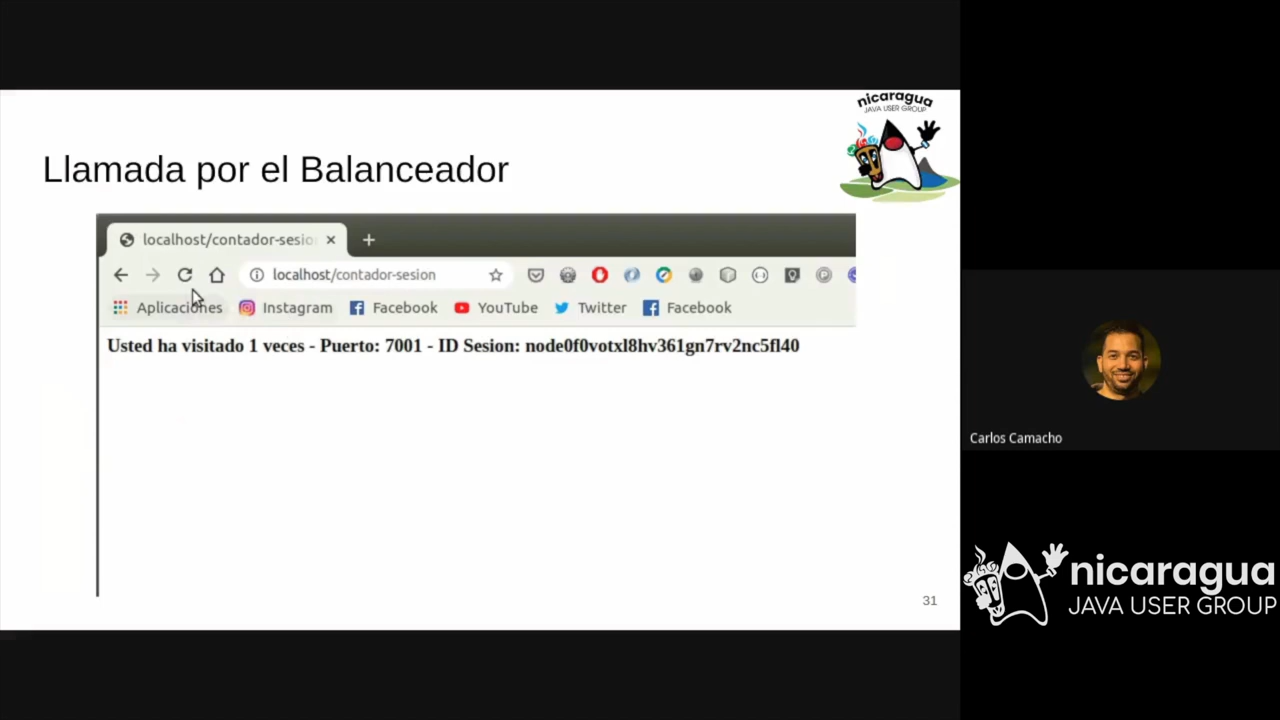 nicaragua
JAVA USER GROUP
Llamada por el Balanceador
localhost/contador-sesio
localhost/contador-sesion
Aplicaciones Instagram Facebook YouTube Twitter Facebook
Usted ha visitado 1 veces - Puerto: 7001 - ID Sesion: node0f0votxl8hv361gn7rv2nc5fl40
31
Carlos Camacho
nicaragua
JAVA USER GROUP